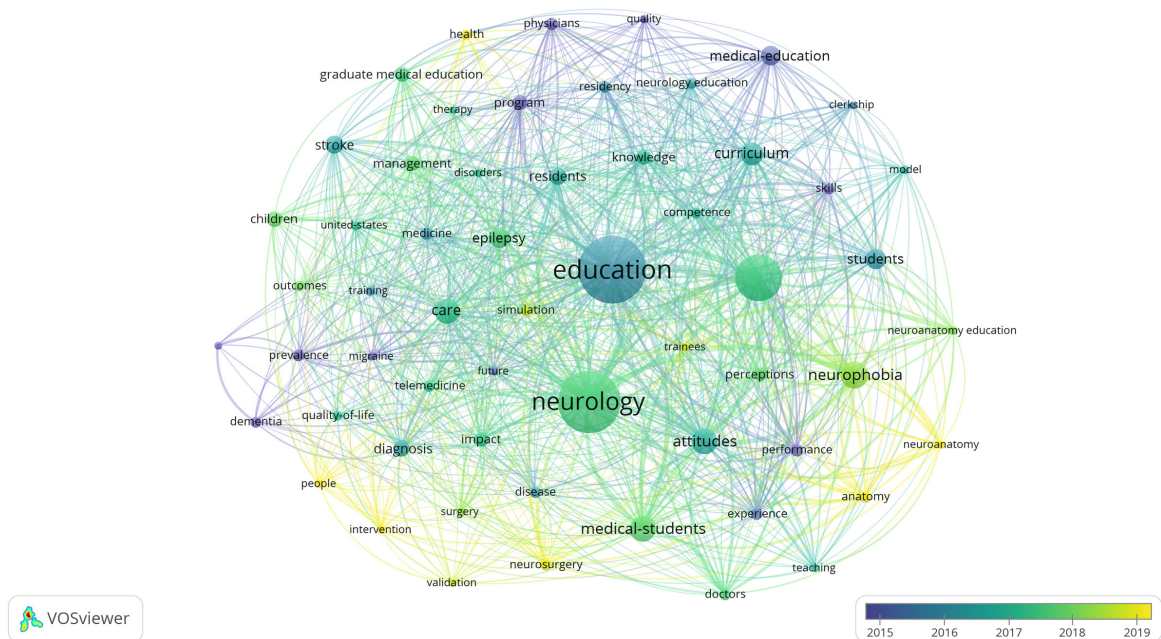 physicians
quality
health
medical-education
graduate medical education
residency
neurology education
therapy
program
clerkship
stroke
management
disorders
residents
knowledge
curriculum
model
skills
children
united-states
medicine
epilepsy
competence
education
students
outcomes
training
care
simulation
neuroanatomy education
prevalence
migraine
future
trainees
perceptions
neurophobia
telemedicine
neurology
dementia
quality-of-life
diagnosis
impact
attitudes
performance
neuroanatomy
people
disease
anatomy
intervention
surgery
medical-students
experience
neurosurgery
validation
doctors
teaching
VOSviewer
2015
2016
2017
2018
2019